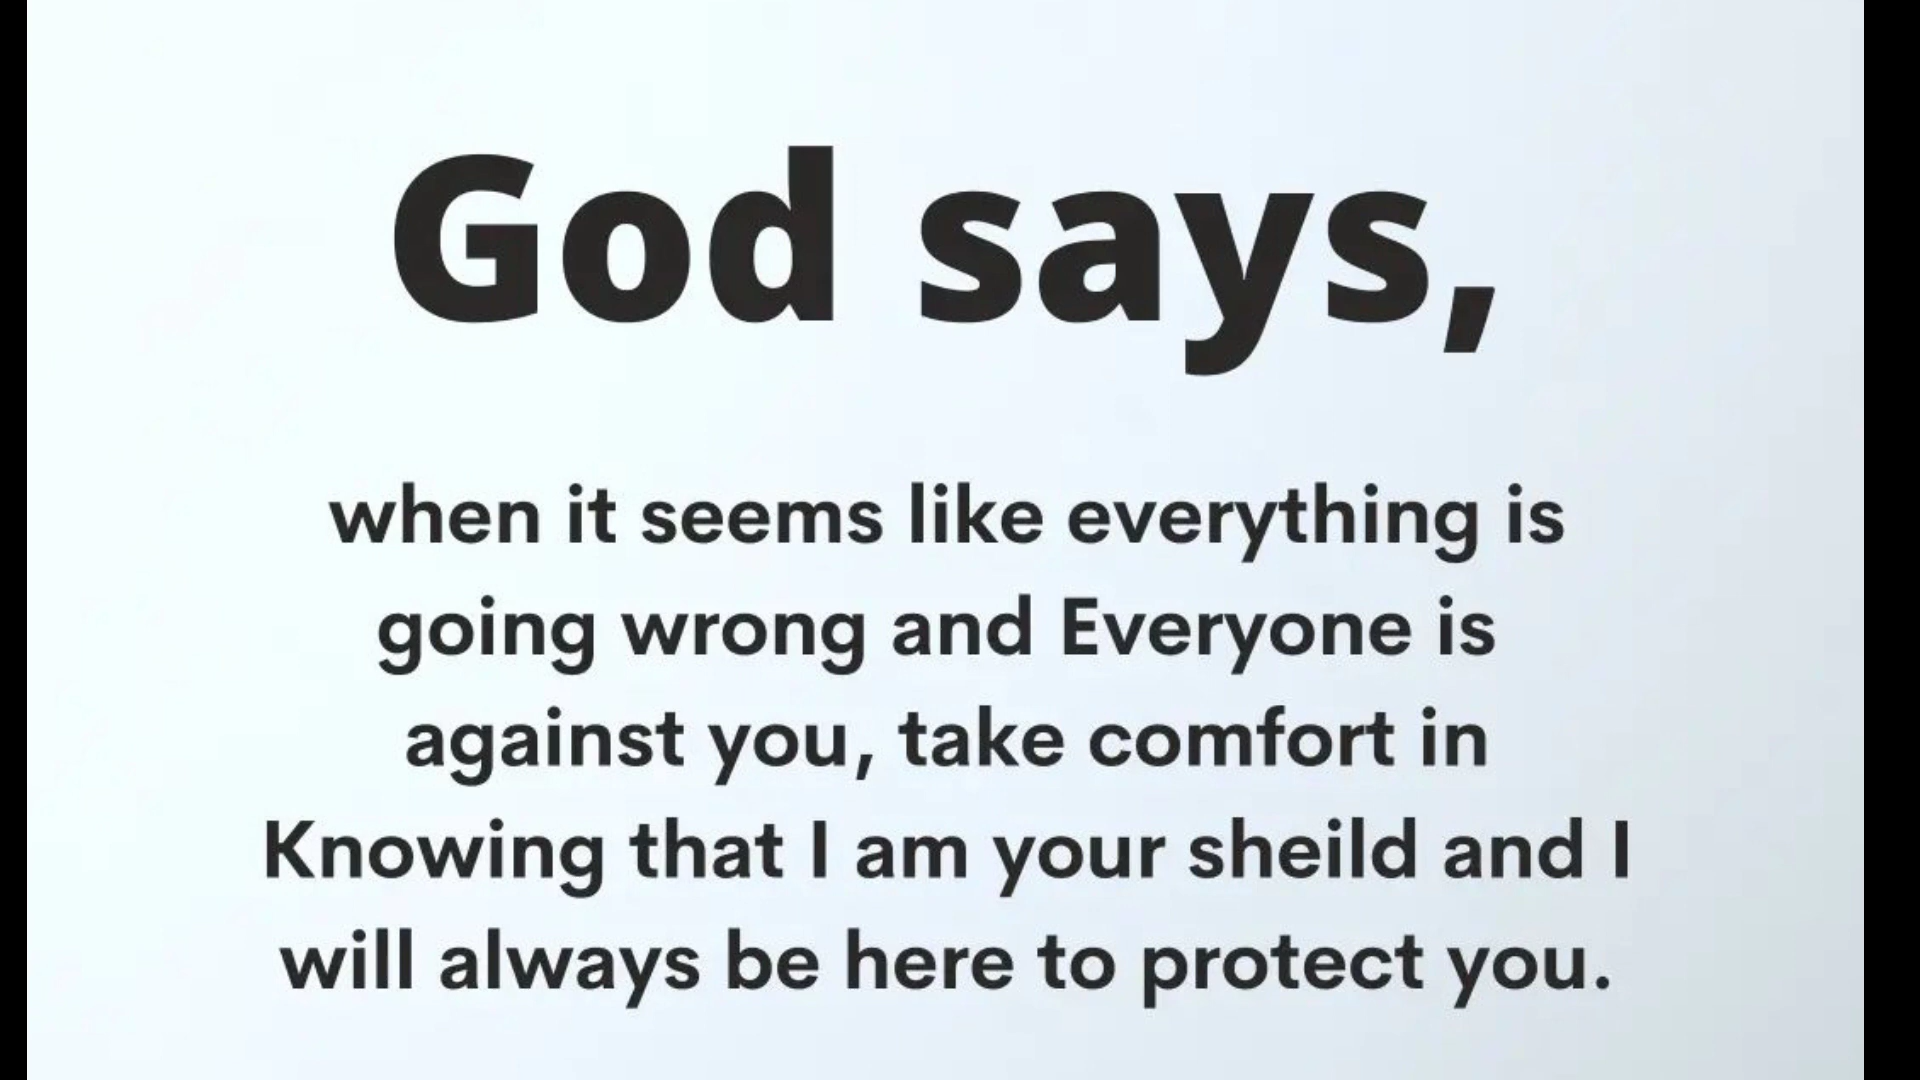 God says,
when it seems like everything is
going wrong and Everyone is
against you, take comfort in
Knowing that I am your sheild and I
will always be here to protect you.